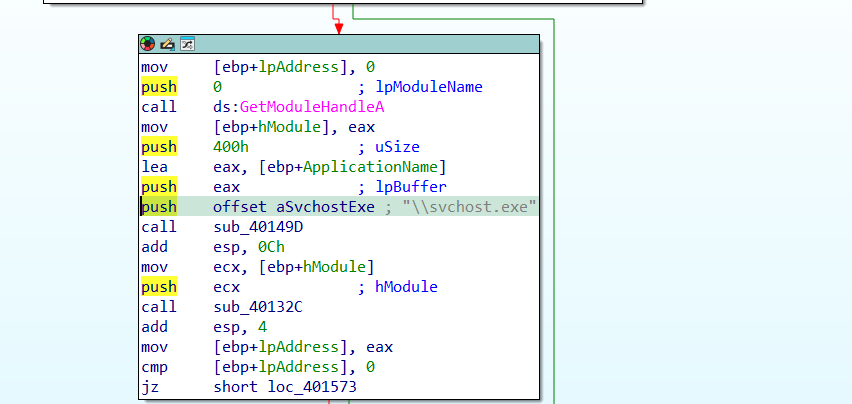 mov [ebp+lpAddress], 0
push 0 ; lpModuleName
call ds:GetModuleHandleA
mov [ebp+hModule], eax
push 400h ; uSize
lea eax, [ebp+ApplicationName]
push eax ; lpBuffer
push offset aSvchostExe ; "\\svchost.exe"
call sub_40149D
add esp, 0Ch
mov ecx, [ebp+hModule]
push ecx ; hModule
call sub_40132C
add esp, 4
mov [ebp+lpAddress], eax
cmp [ebp+lpAddress], 0
jz short loc_401573